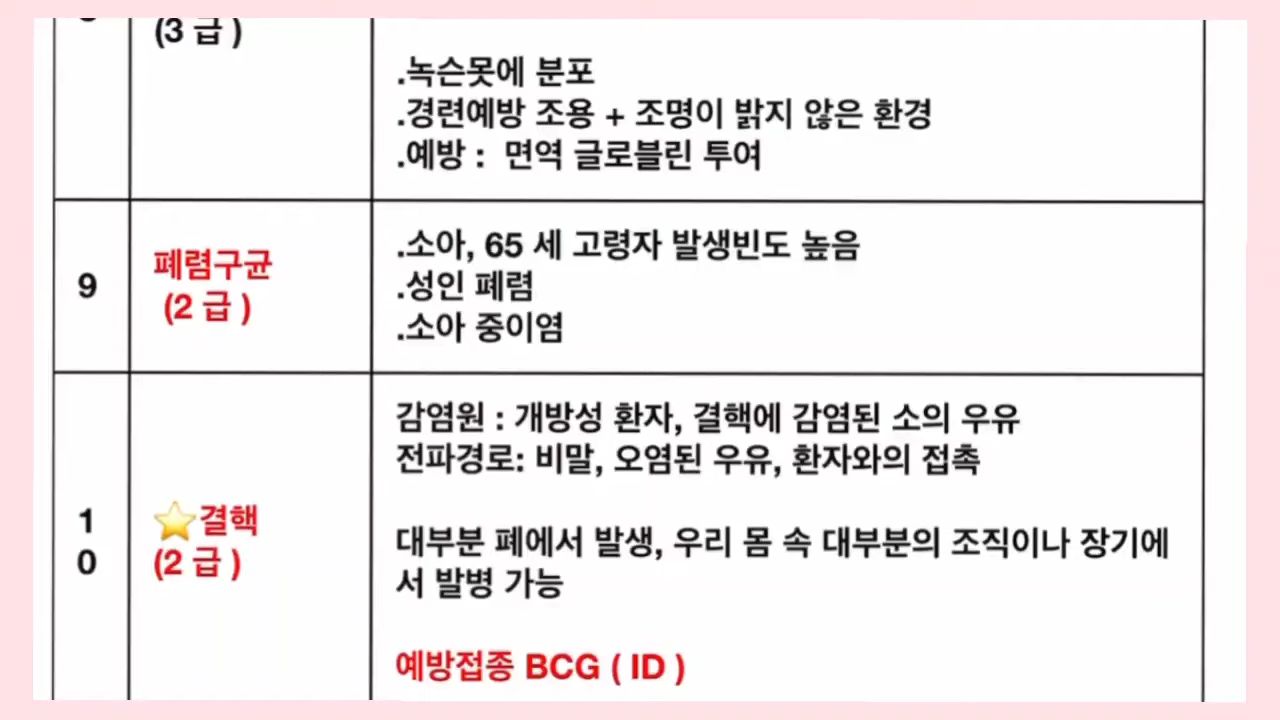 (3 급 )
.녹슨못에 분포
.경련예방 조용 + 조명이 밝지 않은 환경
.예방 : 면역 글로블린 투여
9
폐렴구균
(2 급 )
.소아, 65 세 고령자 발생빈도 높음
.성인 폐렴
.소아 중이염
1
0
⭐결핵
(2 급 )
감염원 : 개방성 환자, 결핵에 감염된 소의 우유
전파경로: 비말, 오염된 우유, 환자와의 접촉
대부분 폐에서 발생, 우리 몸 속 대부분의 조직이나 장기에
서 발병 가능
예방접종 BCG ( ID )